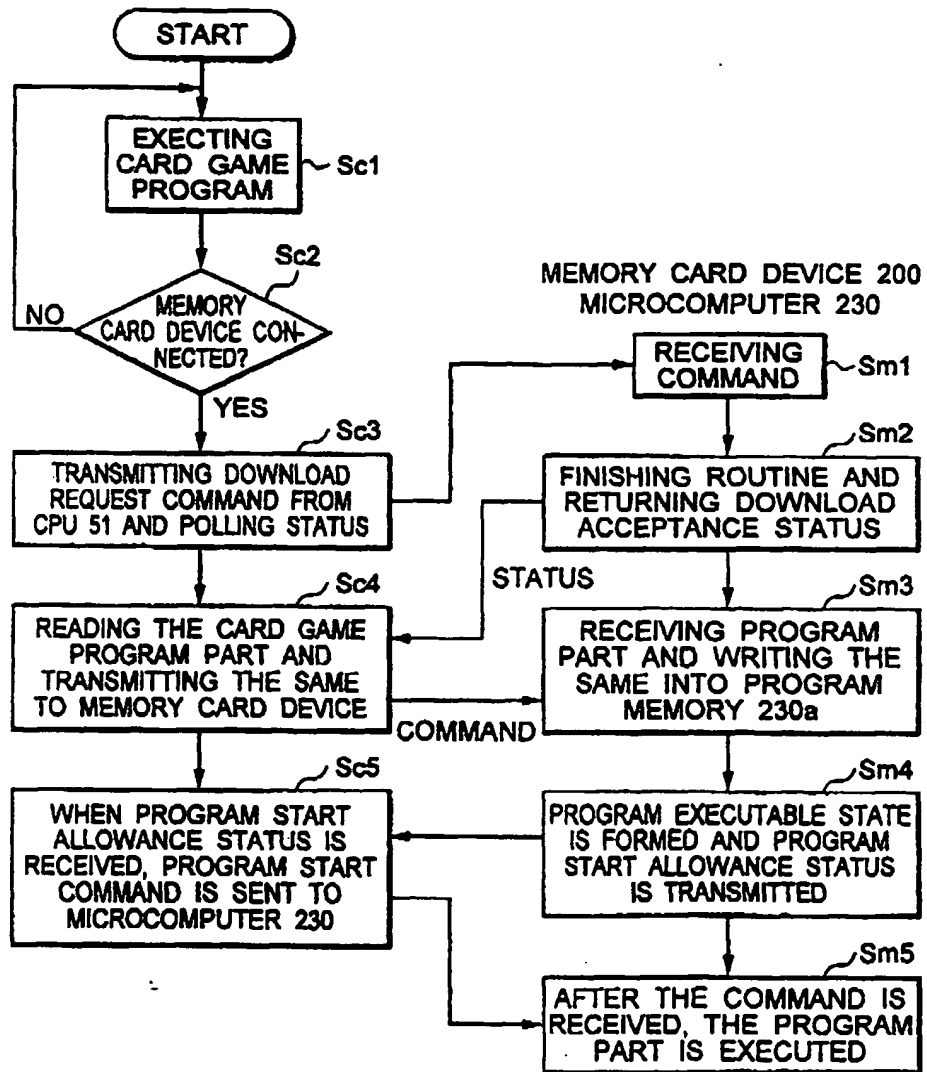 START
EXECTING
CARD GAME
PROGRAM
Sc1
Sc2
MEMORY
CARD DEVICE CON-
NECTED?
NO
YES
Sc3
TRANSMITTING DOWNLOAD
REQUEST COMMAND FROM
CPU 51 AND POLLING STATUS
Sc4
READING THE CARD GAME
PROGRAM PART AND
TRANSMITTING THE SAME
TO MEMORY CARD DEVICE
Sc5
WHEN PROGRAM START
ALLOWANCE STATUS IS
RECEIVED, PROGRAM START
COMMAND IS SENT TO
MICROCOMPUTER 230
STATUS
COMMAND
MEMORY CARD DEVICE 200
MICROCOMPUTER 230
RECEIVING
COMMAND
Sm1
Sm2
FINISHING ROUTINE AND
RETURNING DOWNLOAD
ACCEPTANCE STATUS
Sm3
RECEIVING PROGRAM
PART AND WRITING THE
SAME INTO PROGRAM
MEMORY 230a
Sm4
PROGRAM EXECUTABLE STATE
IS FORMED AND PROGRAM
START ALLOWANCE STATUS
IS TRANSMITTED
Sm5
AFTER THE COMMAND IS
RECEIVED, THE PROGRAM
PART IS EXECUTED